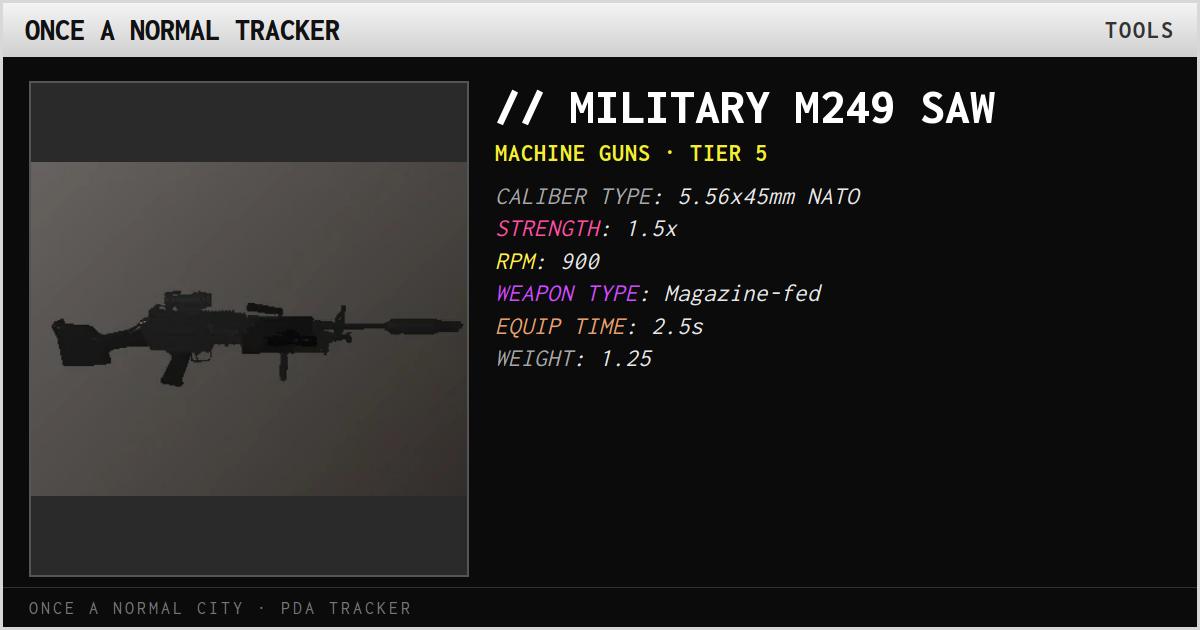 ONCE A NORMAL TRACKER
TOOLS
// MILITARY M249 SAW
MACHINE GUNS · TIER 5
CALIBER TYPE: 5.56x45mm NATO
STRENGTH: 1.5x
RPM: 900
WEAPON TYPE: Magazine-fed
EQUIP TIME: 2.5s
WEIGHT: 1.25
ONCE A NORMAL CITY · PDA TRACKER